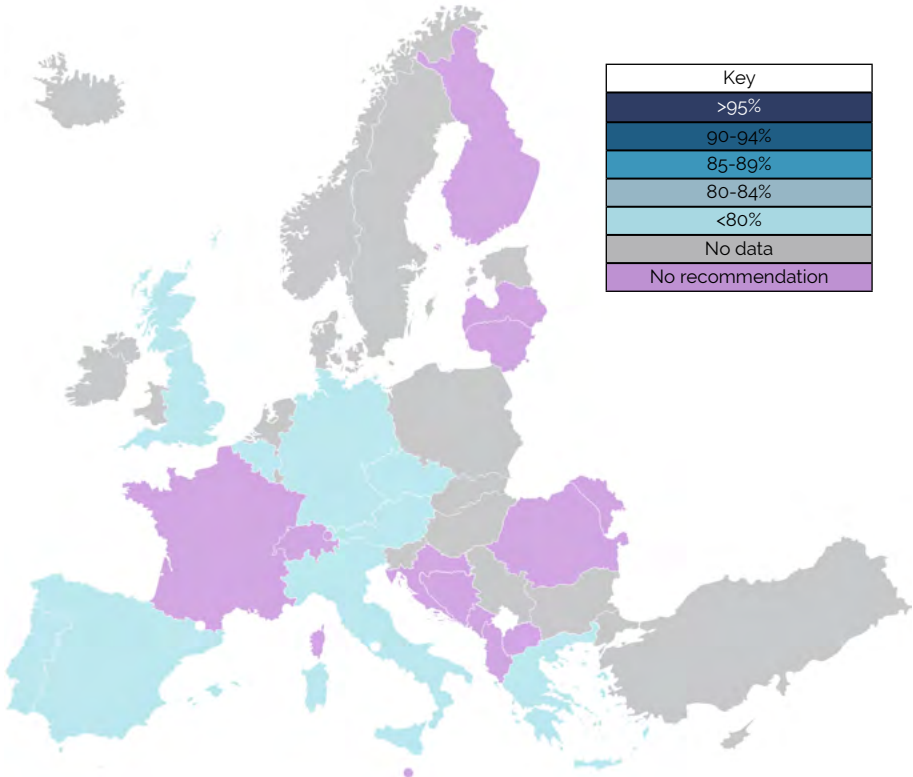 Key
>95%
90-94%
85-89%
80-84%
<80%
No data
No recommendation